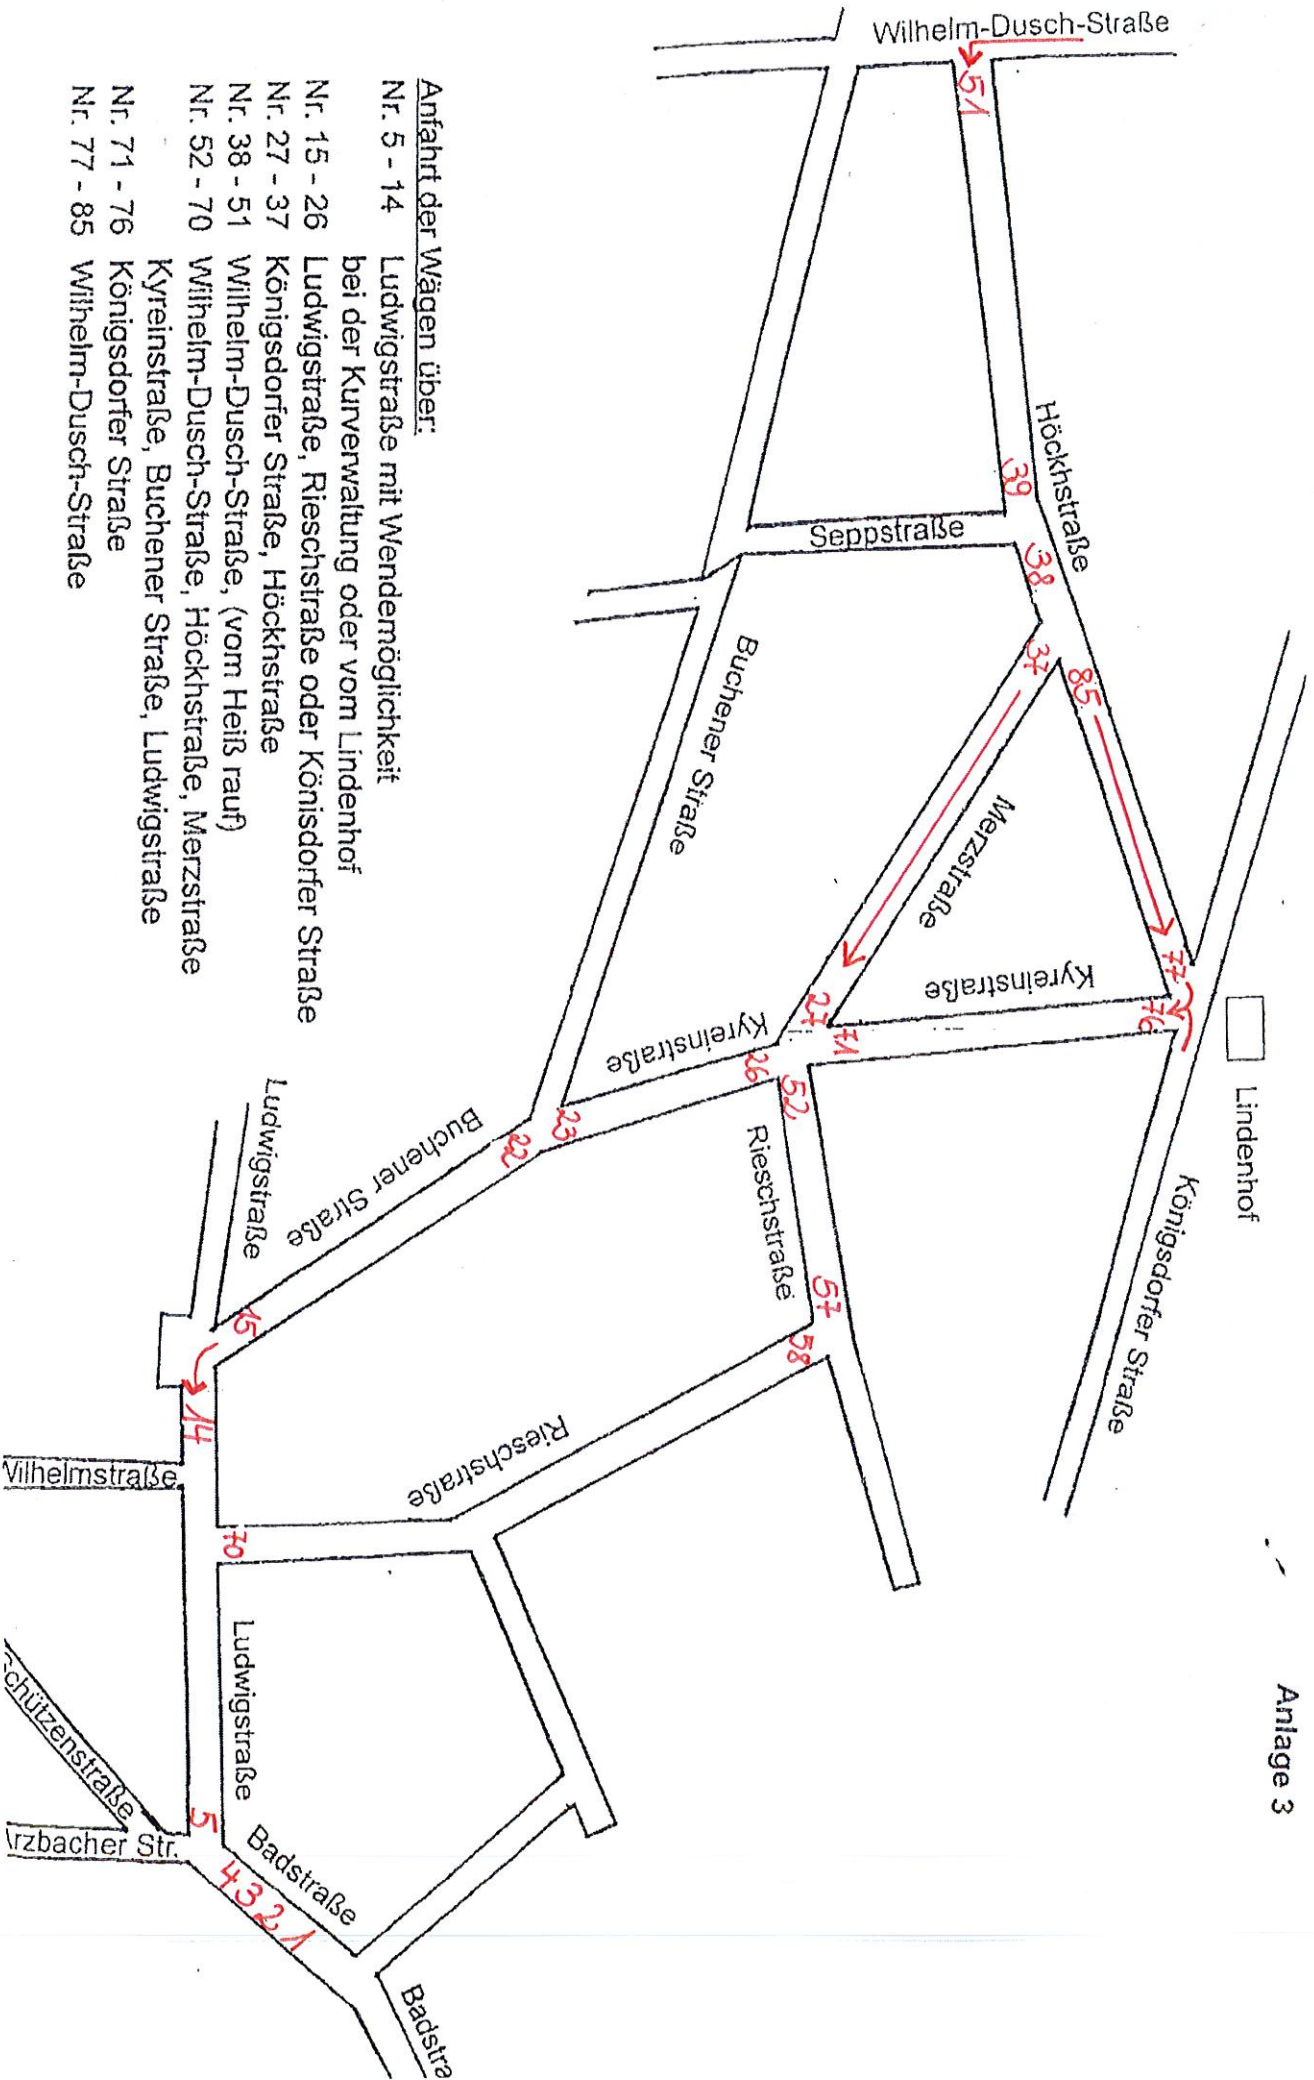 Anlage 3
Lindenhof
Königsdorfer Straße
Wilhelm-Dusch-Straße
51
Höckhstraße
39
38
37
85
77
76
Seppstraße
Merzstraße
Kyreinstraße
27
71
Buchener Straße
Kyreinstraße
26
52
23
22
Rieschstraße
57
58
Buchener Straße
Ludwigstraße
15
14
Rieschstraße
Wilhelmstraße
70
Ludwigstraße
5
4 3 2 1
Badstraße
Schützenstraße
Arzbacher Str.
Badstra
Anfahrt der Wägen über:
Nr. 5 - 14 Ludwigstraße mit Wendemöglichkeit
bei der Kurverwaltung oder vom Lindenhof
Nr. 15 - 26 Ludwigstraße, Rieschstraße oder Könisdorfer Straße
Nr. 27 - 37 Königsdorfer Straße, Höckhstraße
Nr. 38 - 51 Wilhelm-Dusch-Straße, (vom Heiß rauf)
Nr. 52 - 70 Wilhelm-Dusch-Straße, Höckhstraße, Merzstraße
Kyreinstraße, Buchener Straße, Ludwigstraße
Nr. 71 - 76 Königsdorfer Straße
Nr. 77 - 85 Wilhelm-Dusch-Straße